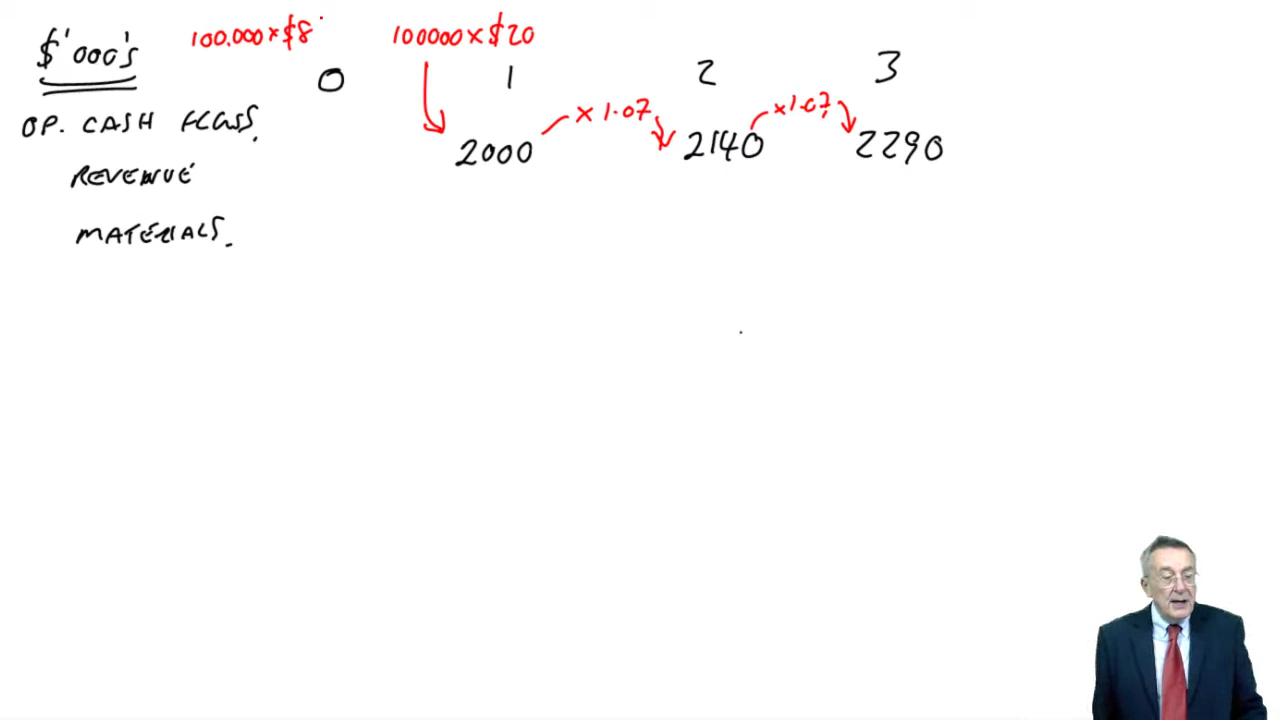 $'000's 100.000 x $8 100000 x $20
0 1 2 3
OP. CASH FLOWS.
x 1.07 x 1.07
2000 2140 2290
REVENUE
MATERIALS.